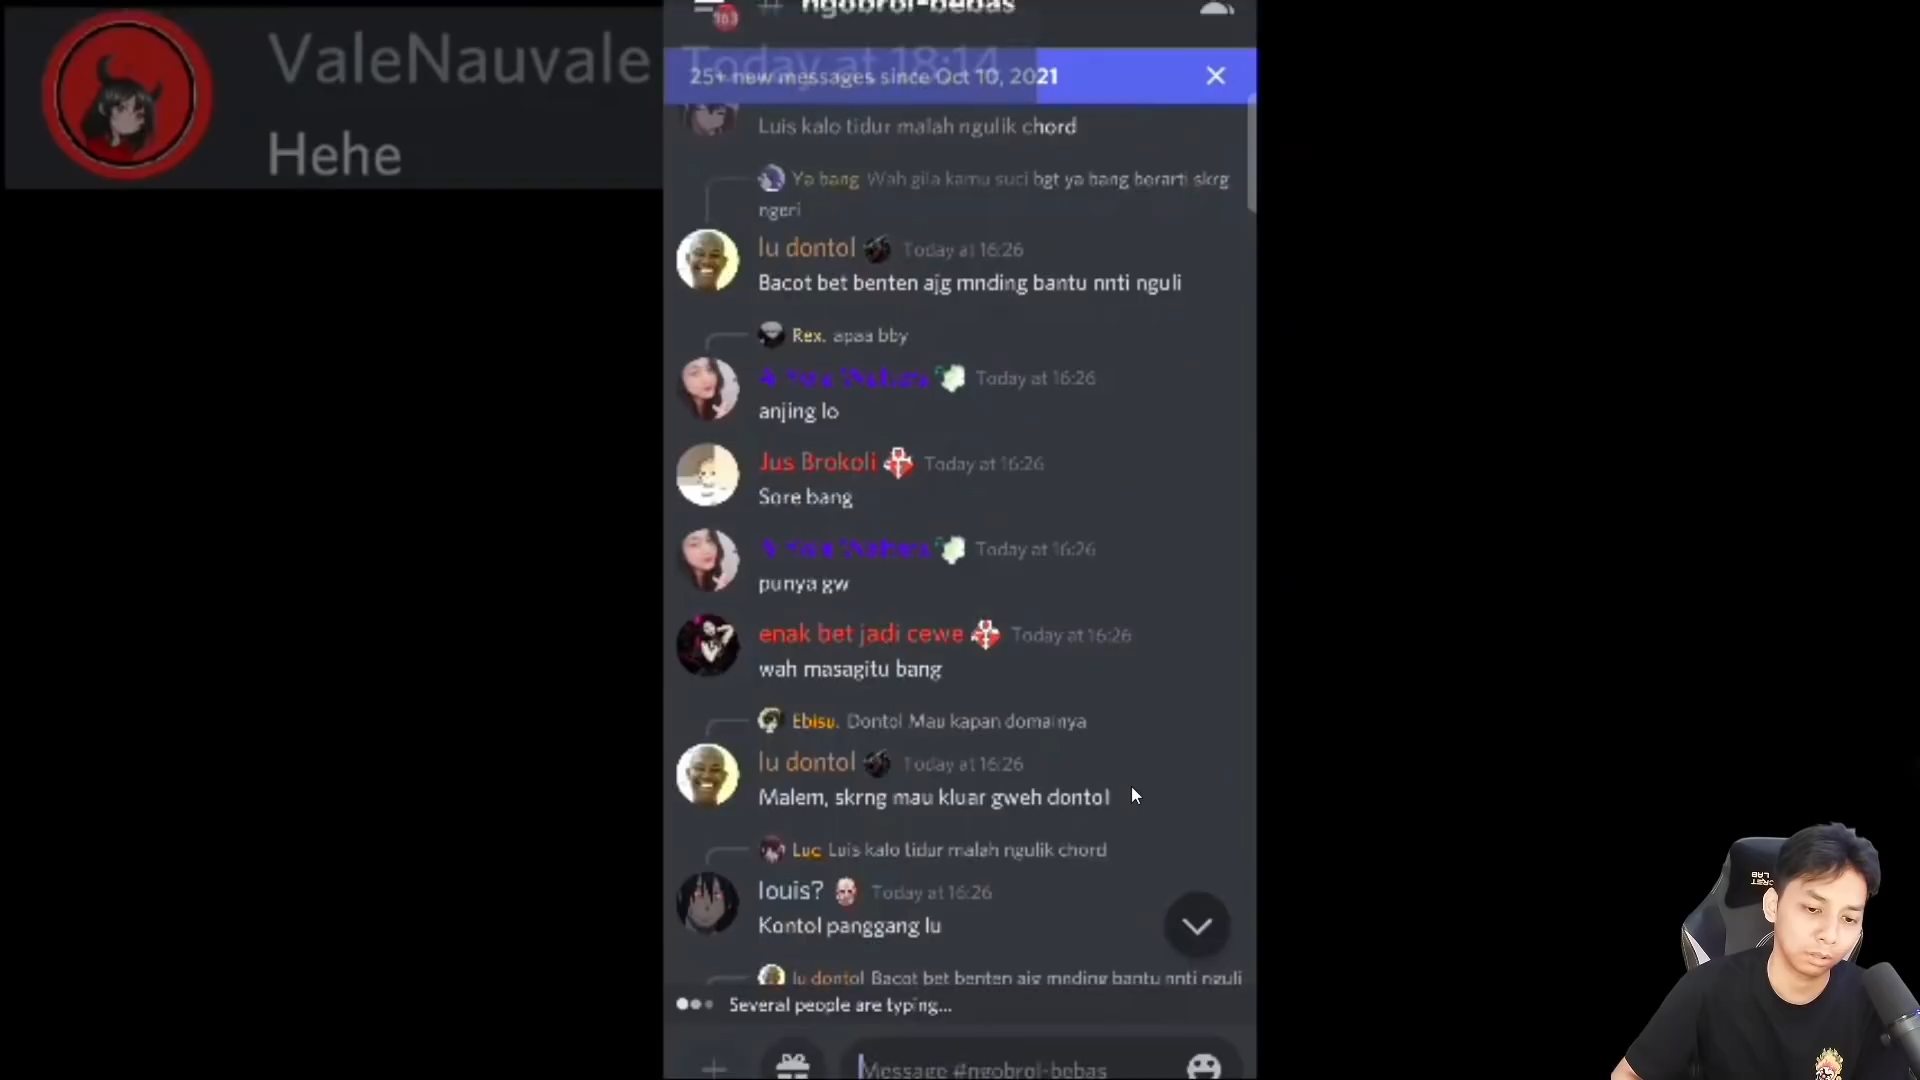 ValeNauvale Today at 18:14
Hehe
163
# ngobrol-bebas
25+ new messages since Oct 10, 2021
Luis kalo tidur malah ngulik chord
Ya bang Wah gila kamu suci bgt ya bang berarti skrg
ngeri
lu dontol Today at 16:26
Bacot bet benten ajg mnding bantu nnti nguli
Rex. apaa bby
Today at 16:26
anjing lo
Jus Brokoli Today at 16:26
Sore bang
Today at 16:26
punya gw
enak bet jadi cewe Today at 16:26
wah masagitu bang
Ebisu. Dontol Mau kapan domainya
lu dontol Today at 16:26
Malem, skrng mau kluar gweh dontol
Luc Luis kalo tidur malah ngulik chord
louis? Today at 16:26
Kontol panggang lu
lu dontol Bacot bet benten ajg mnding bantu nnti nguli
Several people are typing...
Message #ngobrol-bebas